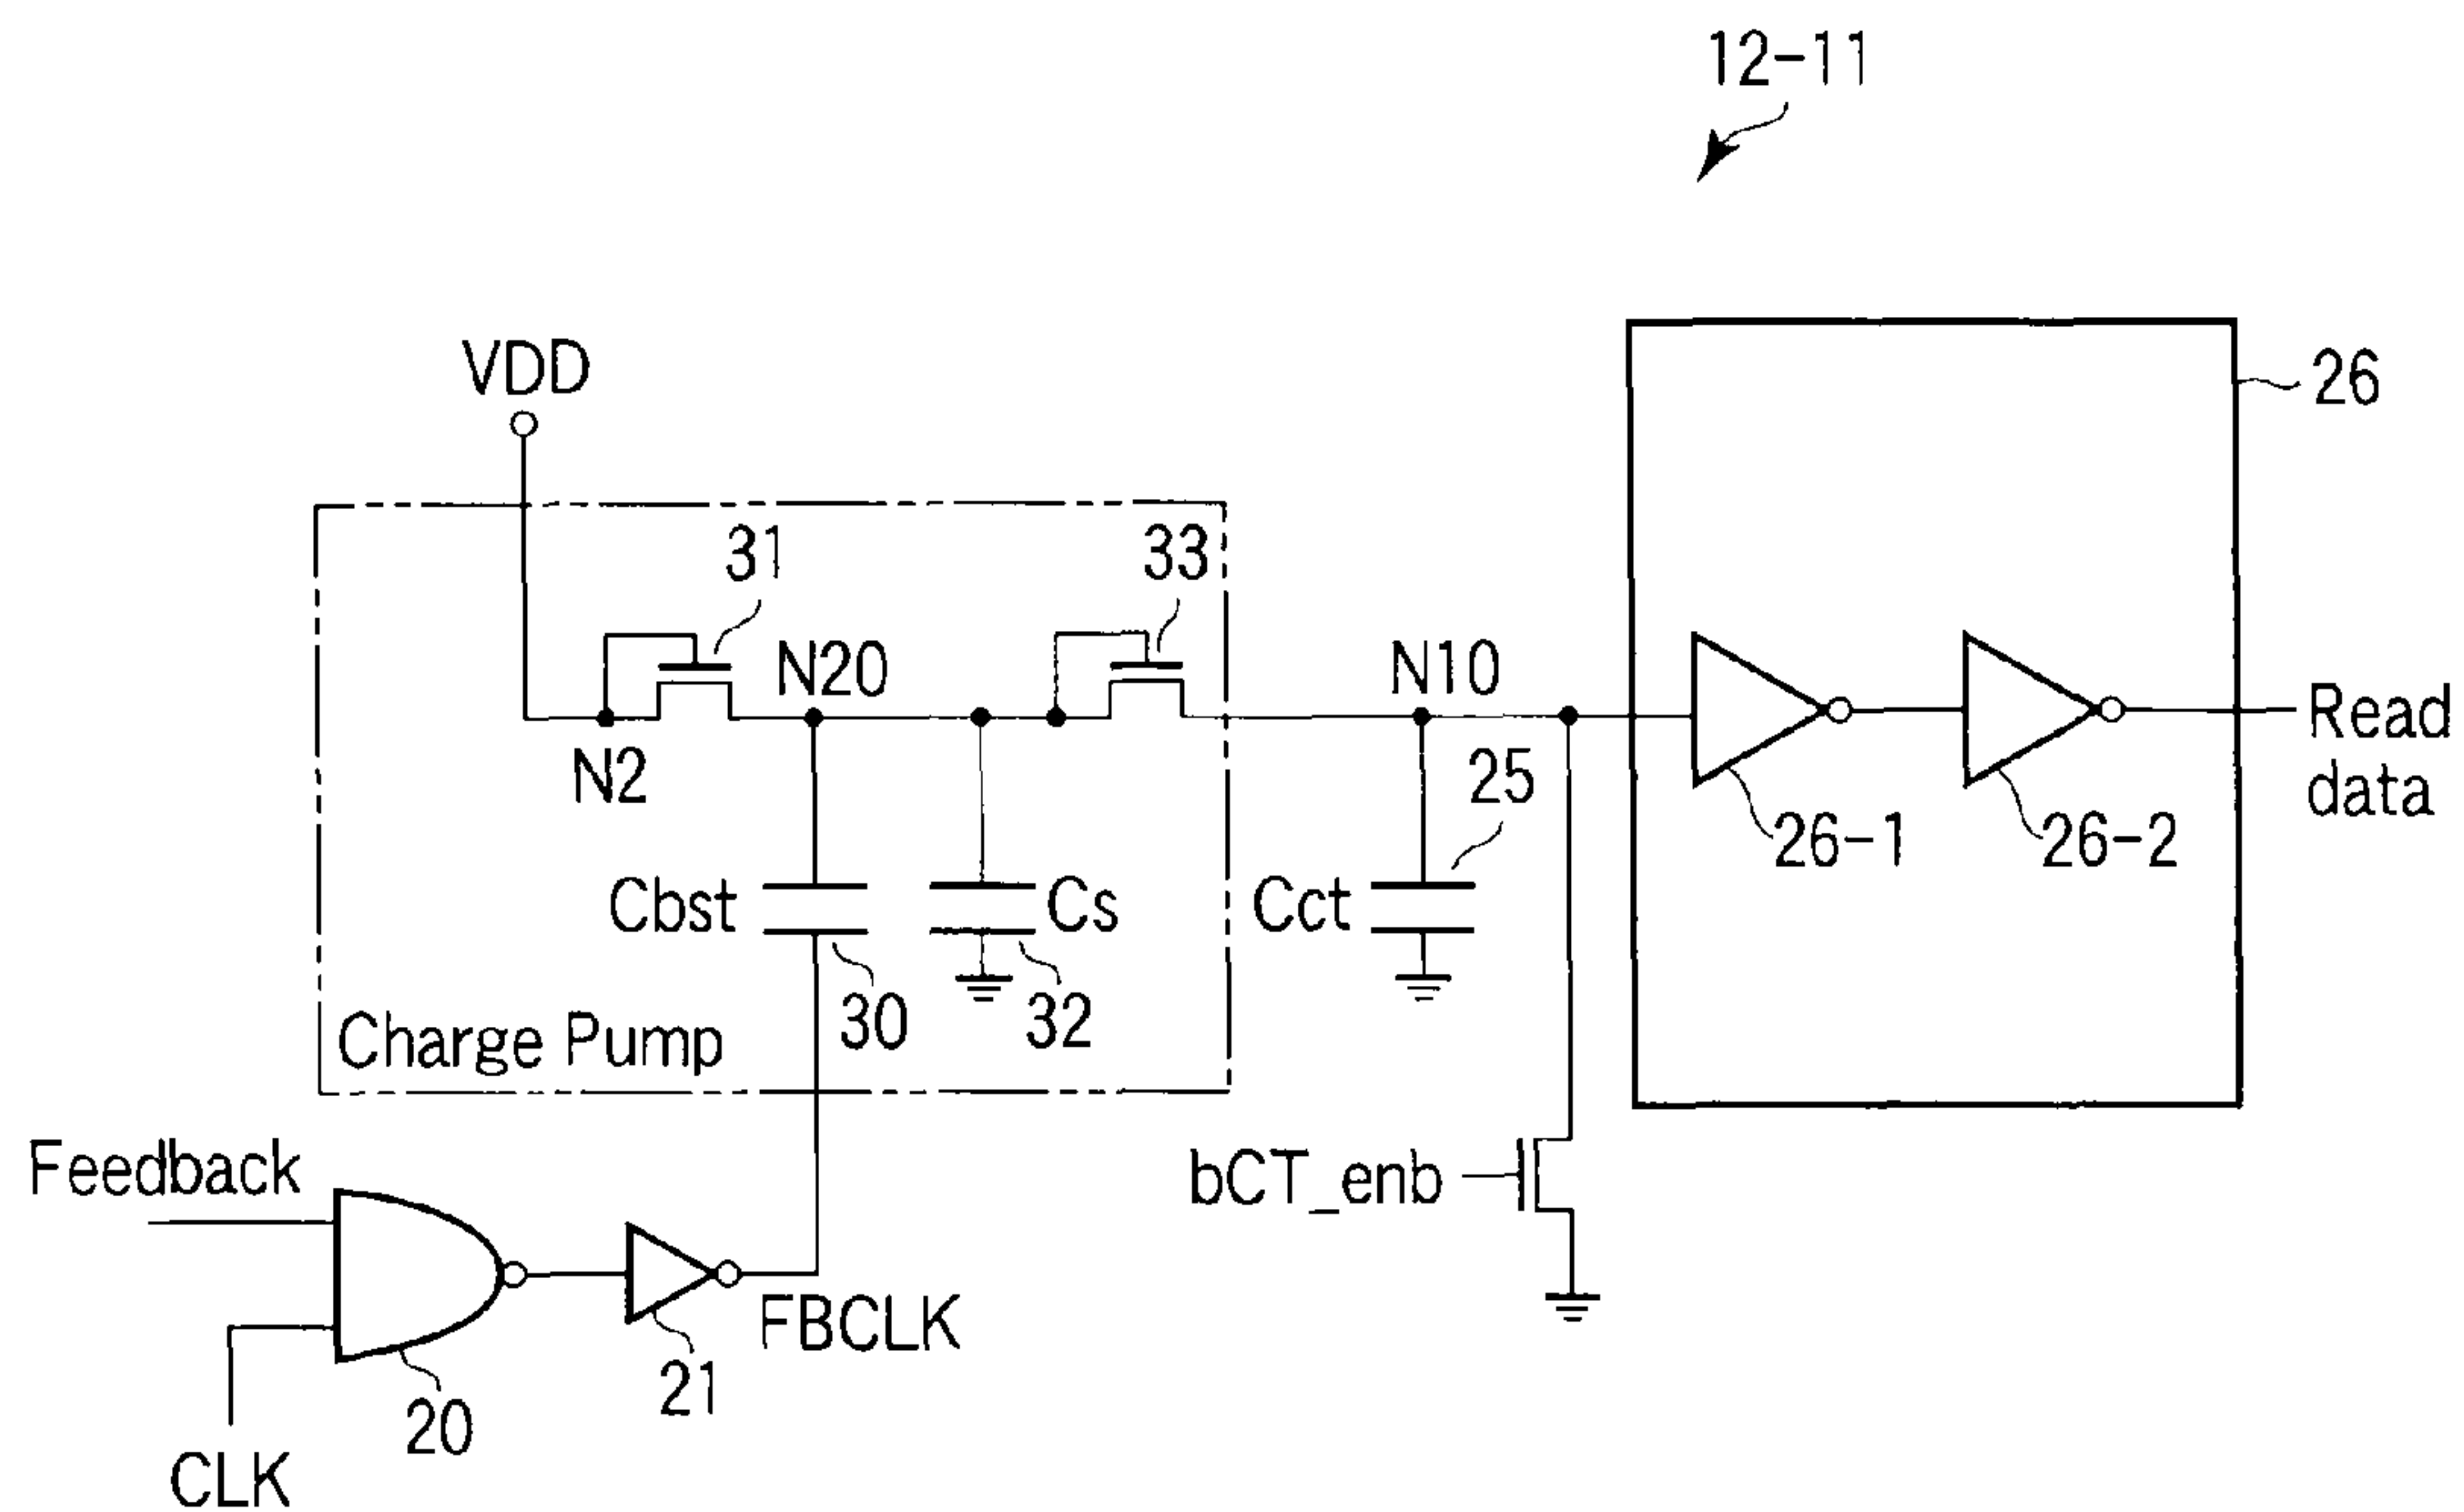 12-11
VDD
26
31
33
N20
N10
N2
Read
data
25
26-1
26-2
Cbst
Cs
Cct
30
32
Charge Pump
Feedback
bCT_enb
FBCLK
21
20
CLK